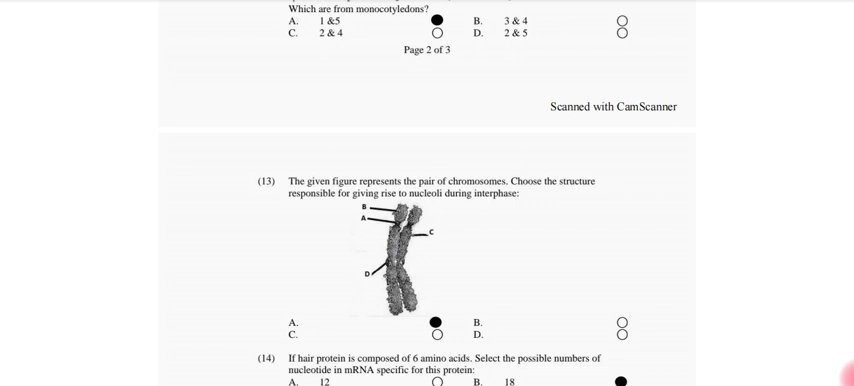 Which are from monocotyledons?
A. 1 &5 B. 3 & 4
C. 2 & 4 D. 2 & 5
Page 2 of 3
Scanned with CamScanner
(13) The given figure represents the pair of chromosomes. Choose the structure
responsible for giving rise to nucleoli during interphase:
B
A
C
D
A. B.
C. D.
(14) If hair protein is composed of 6 amino acids. Select the possible numbers of
nucleotide in mRNA specific for this protein:
A. 12 B. 18